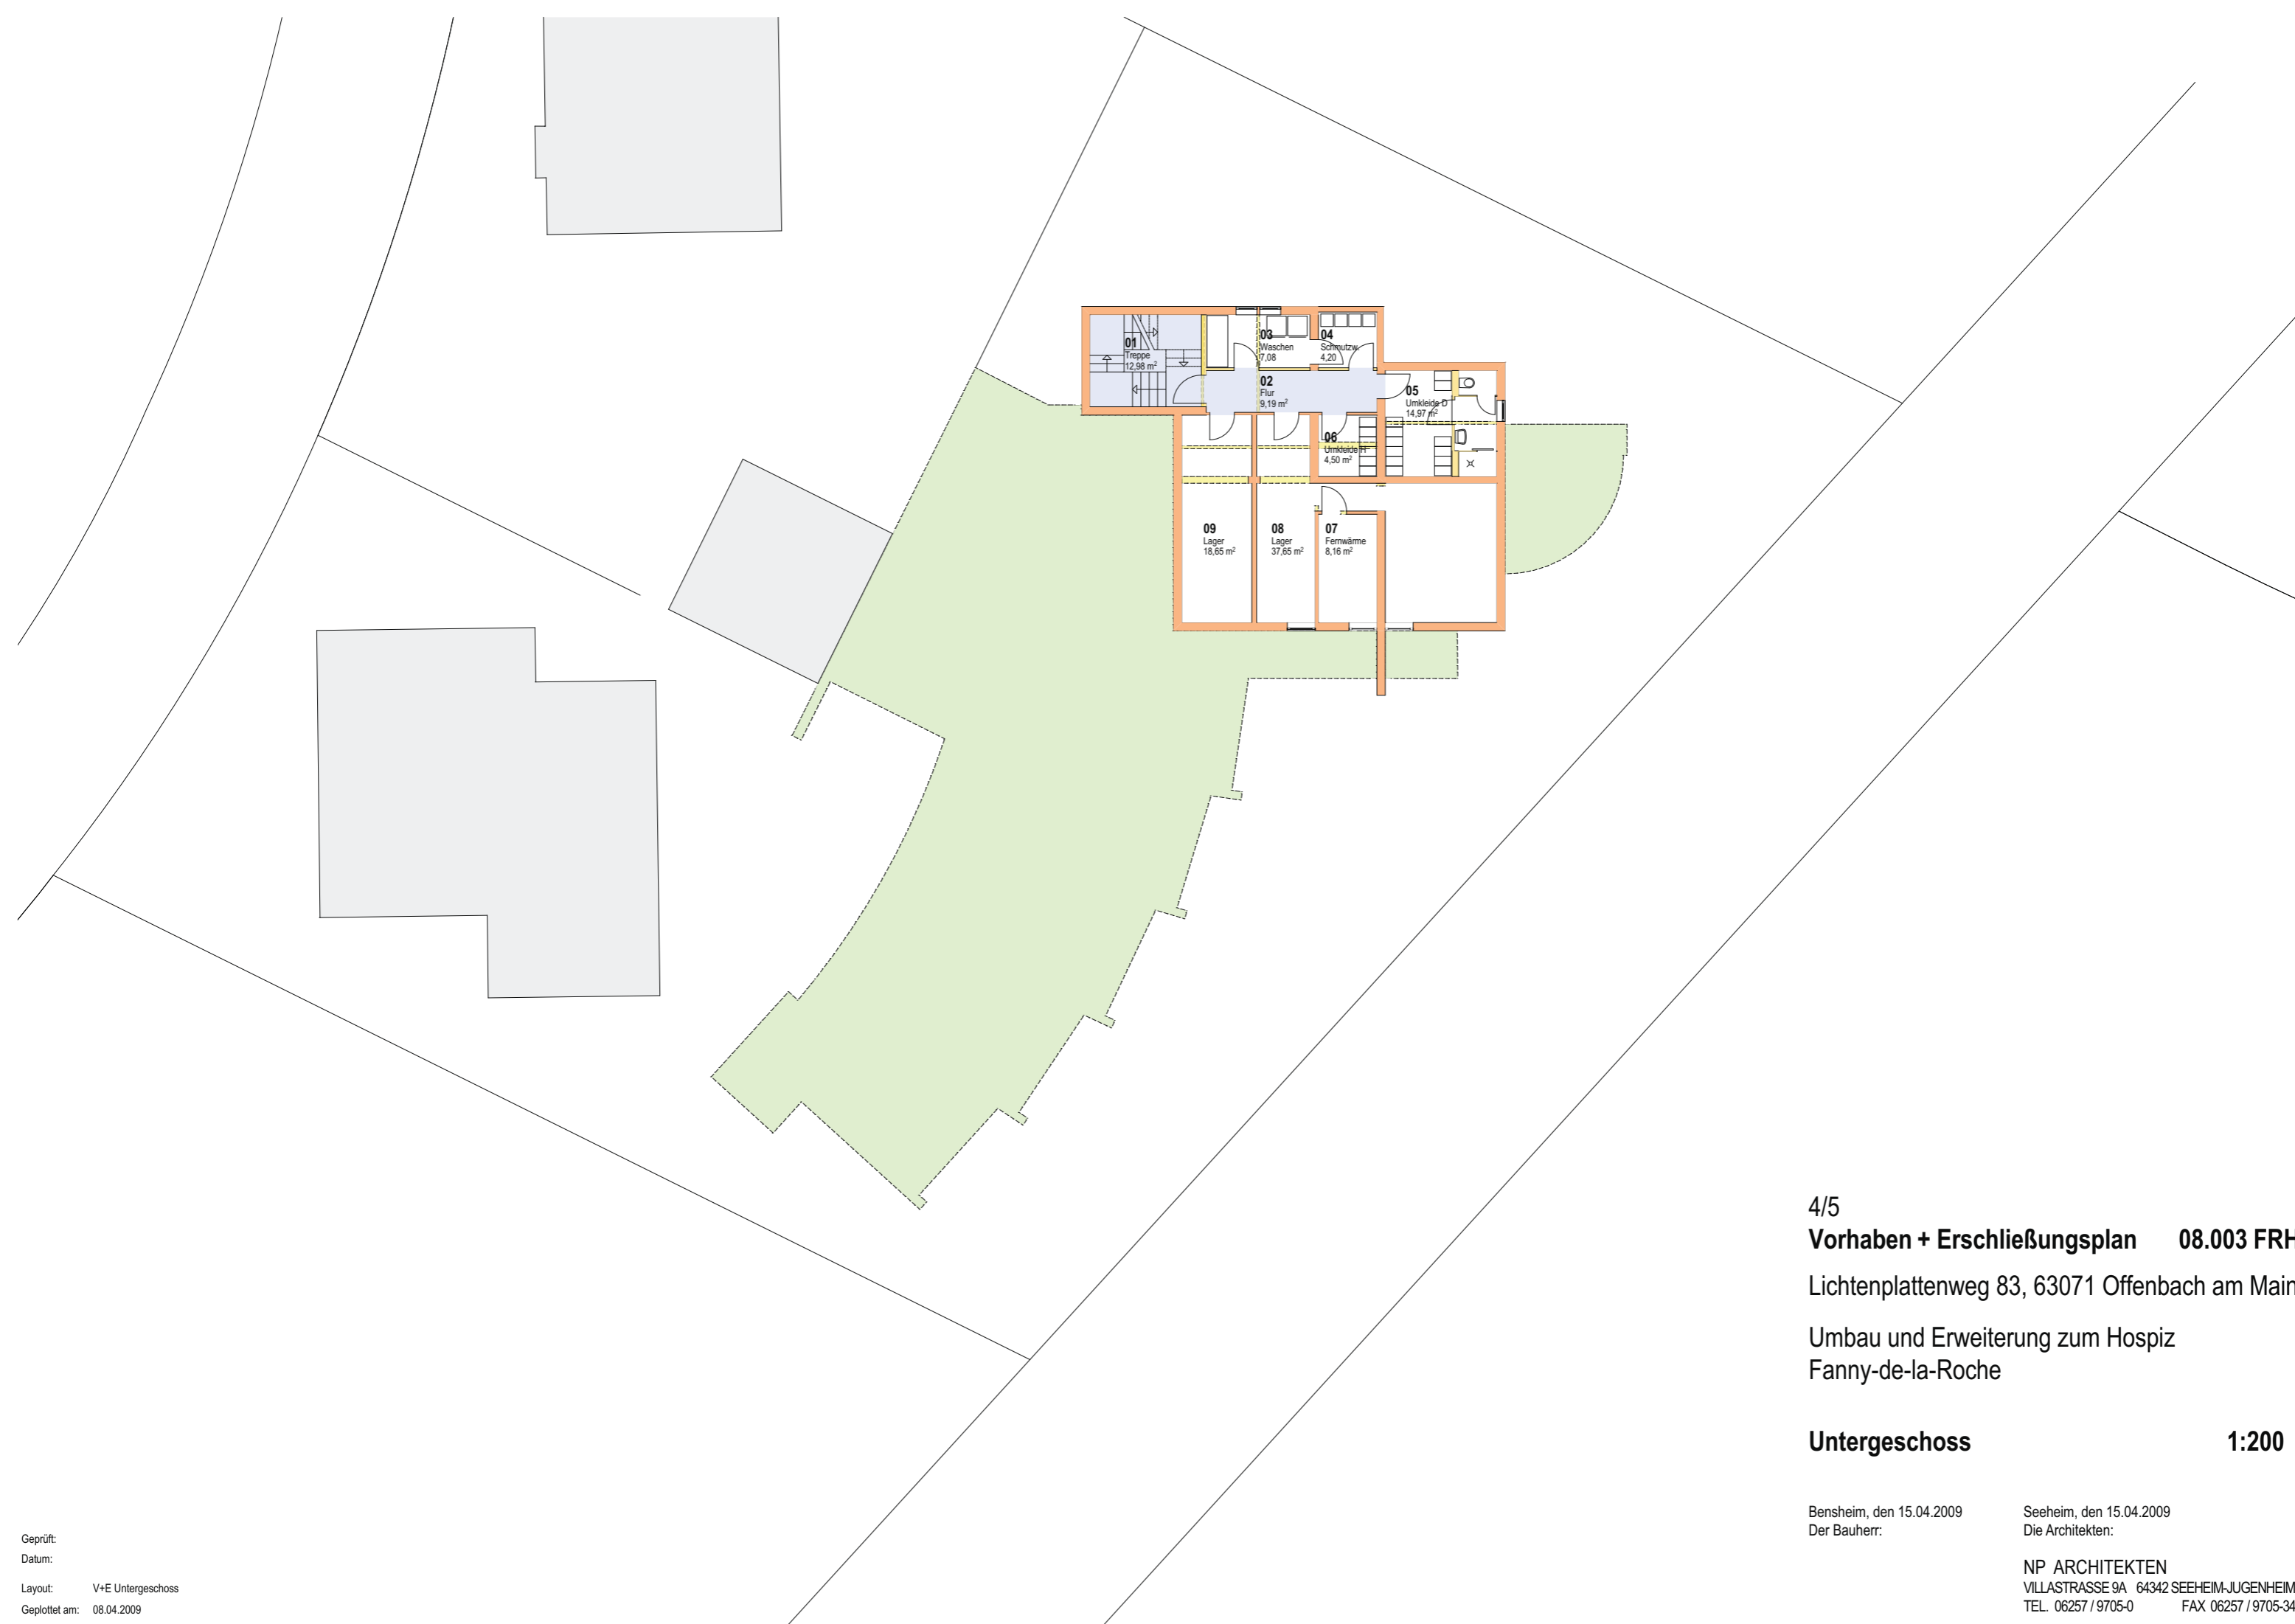 01
Treppe
12,98 m²
03
Waschen
7,08
04
Schmutzw.
4,20
02
Flur
9,19 m²
05
Umkleide D
14,97 m²
06
Umkleide H
4,50 m²
09
Lager
18,65 m²
08
Lager
37,65 m²
07
Fernwärme
8,16 m²
4/5
Vorhaben + Erschließungsplan 08.003 FRH
Lichtenplattenweg 83, 63071 Offenbach am Main
Umbau und Erweiterung zum Hospiz
Fanny-de-la-Roche
Untergeschoss 1:200
Bensheim, den 15.04.2009 Seeheim, den 15.04.2009
Der Bauherr: Die Architekten:
NP ARCHITEKTEN
VILLASTRASSE 9A 64342 SEEHEIM-JUGENHEIM
TEL. 06257 / 9705-0 FAX 06257 / 9705-34
Geprüft:
Datum:
Layout: V+E Untergeschoss
Geplottet am: 08.04.2009